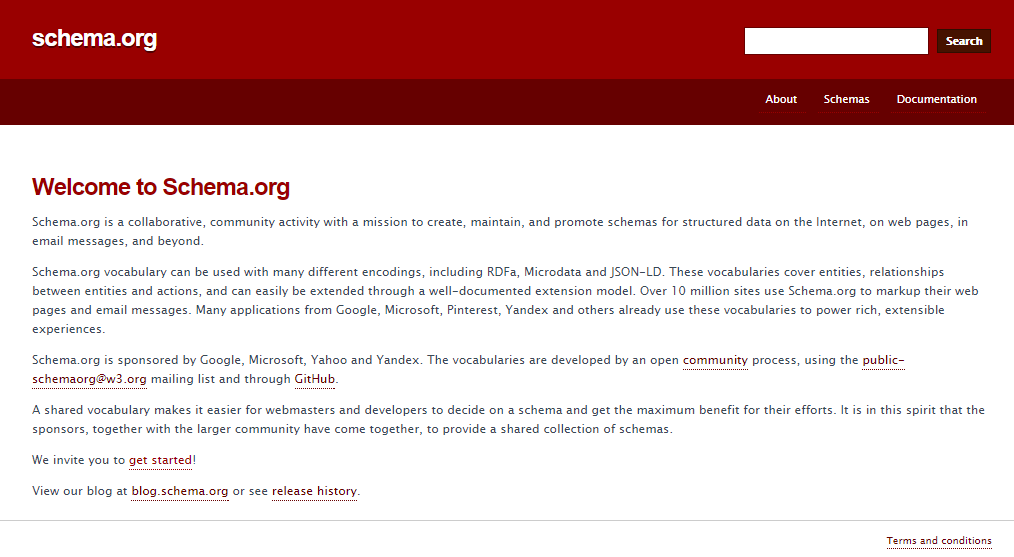 schema.org
Search
About Schemas Documentation
Welcome to Schema.org
Schema.org is a collaborative, community activity with a mission to create, maintain, and promote schemas for structured data on the Internet, on web pages, in
email messages, and beyond.
Schema.org vocabulary can be used with many different encodings, including RDFa, Microdata and JSON-LD. These vocabularies cover entities, relationships
between entities and actions, and can easily be extended through a well-documented extension model. Over 10 million sites use Schema.org to markup their web
pages and email messages. Many applications from Google, Microsoft, Pinterest, Yandex and others already use these vocabularies to power rich, extensible
experiences.
Schema.org is sponsored by Google, Microsoft, Yahoo and Yandex. The vocabularies are developed by an open community process, using the public-
schemaorg@w3.org mailing list and through GitHub.
A shared vocabulary makes it easier for webmasters and developers to decide on a schema and get the maximum benefit for their efforts. It is in this spirit that the
sponsors, together with the larger community have come together, to provide a shared collection of schemas.
We invite you to get started!
View our blog at blog.schema.org or see release history.
Terms and conditions